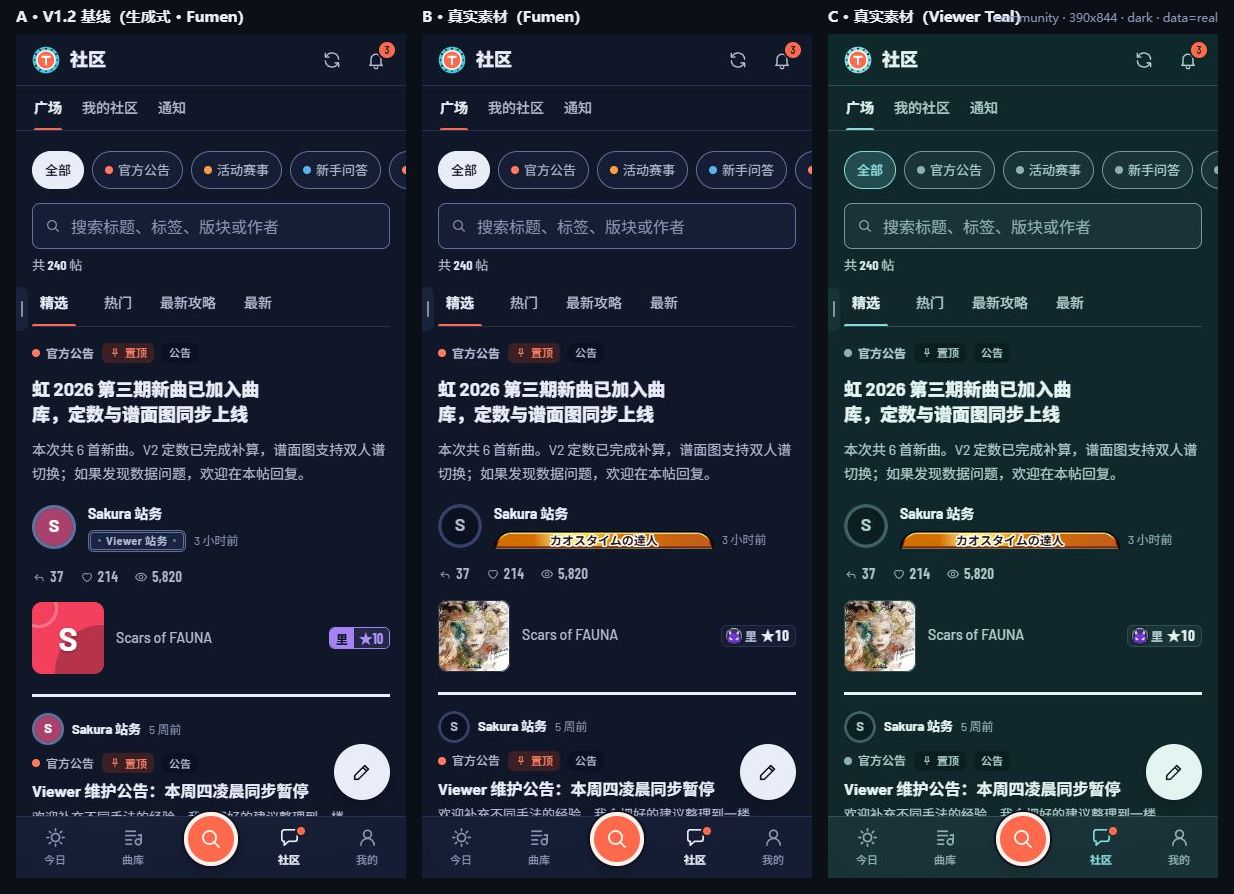 A • V1.2 基线（生成式 • Fumen）
社区
3
广场 我的社区 通知
全部 官方公告 活动赛事 新手问答
搜索标题、标签、版块或作者
共 240 帖
精选 热门 最新攻略 最新
官方公告 置顶 公告
虹 2026 第三期新曲已加入曲
库，定数与谱面图同步上线
本次共 6 首新曲。V2 定数已完成补算，谱面图支持双人谱
切换；如果发现数据问题，欢迎在本帖回复。
S
Sakura 站务
• Viewer 站务 • 3 小时前
37 214 5,820
S
Scars of FAUNA
里 ★10
S
Sakura 站务 5 周前
官方公告 置顶 公告
Viewer 维护公告：本周四凌晨同步暂停
今日 曲库 社区 我的
B • 真实素材（Fumen）
社区
3
广场 我的社区 通知
全部 官方公告 活动赛事 新手问答
搜索标题、标签、版块或作者
共 240 帖
精选 热门 最新攻略 最新
官方公告 置顶 公告
虹 2026 第三期新曲已加入曲
库，定数与谱面图同步上线
本次共 6 首新曲。V2 定数已完成补算，谱面图支持双人谱
切换；如果发现数据问题，欢迎在本帖回复。
S
Sakura 站务
カオスタイムの達人 3 小时前
37 214 5,820
Scars of FAUNA
里 ★10
S
Sakura 站务 5 周前
官方公告 置顶 公告
Viewer 维护公告：本周四凌晨同步暂停
今日 曲库 社区 我的
C • 真实素材（Viewer Teal）
community · 390x844 · dark · data=real
社区
3
广场 我的社区 通知
全部 官方公告 活动赛事 新手问答
搜索标题、标签、版块或作者
共 240 帖
精选 热门 最新攻略 最新
官方公告 置顶 公告
虹 2026 第三期新曲已加入曲
库，定数与谱面图同步上线
本次共 6 首新曲。V2 定数已完成补算，谱面图支持双人谱
切换；如果发现数据问题，欢迎在本帖回复。
S
Sakura 站务
カオスタイムの達人 3 小时前
37 214 5,820
Scars of FAUNA
里 ★10
S
Sakura 站务 5 周前
官方公告 置顶 公告
Viewer 维护公告：本周四凌晨同步暂停
今日 曲库 社区 我的